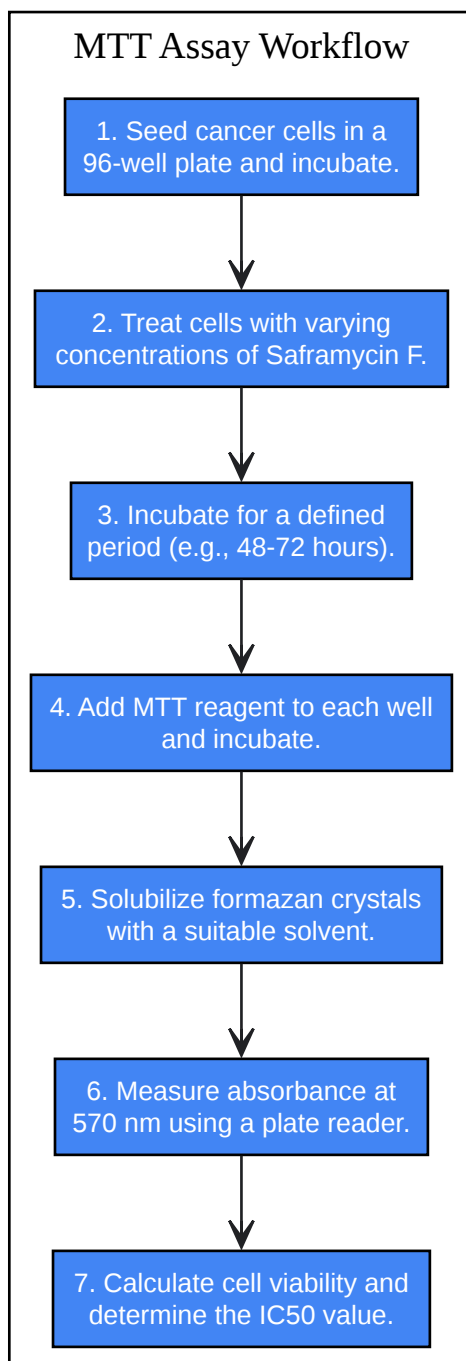 MTT Assay Workflow
1. Seed cancer cells in a
96-well plate and incubate.
2. Treat cells with varying
concentrations of Saframycin F.
3. Incubate for a defined
period (e.g., 48-72 hours).
4. Add MTT reagent to each well
and incubate.
5. Solubilize formazan crystals
with a suitable solvent.
6. Measure absorbance at
570 nm using a plate reader.
7. Calculate cell viability and
determine the IC50 value.